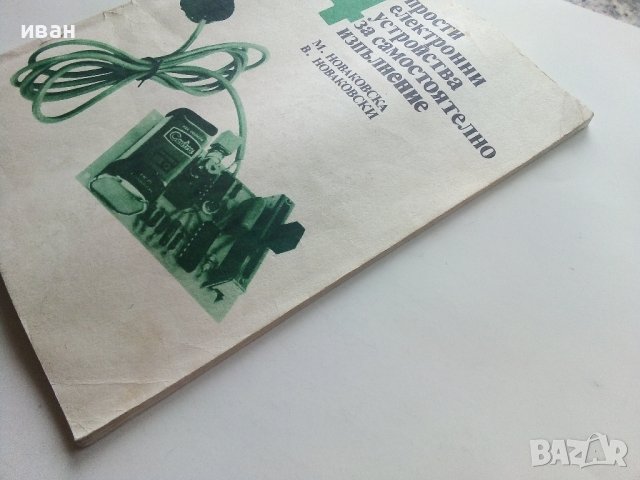 иван
прости
електронни
устройства
за самостоятелно
изпълнение
М. НОВАКОВСКА
В. НОВАКОВСКИ
BAZAR